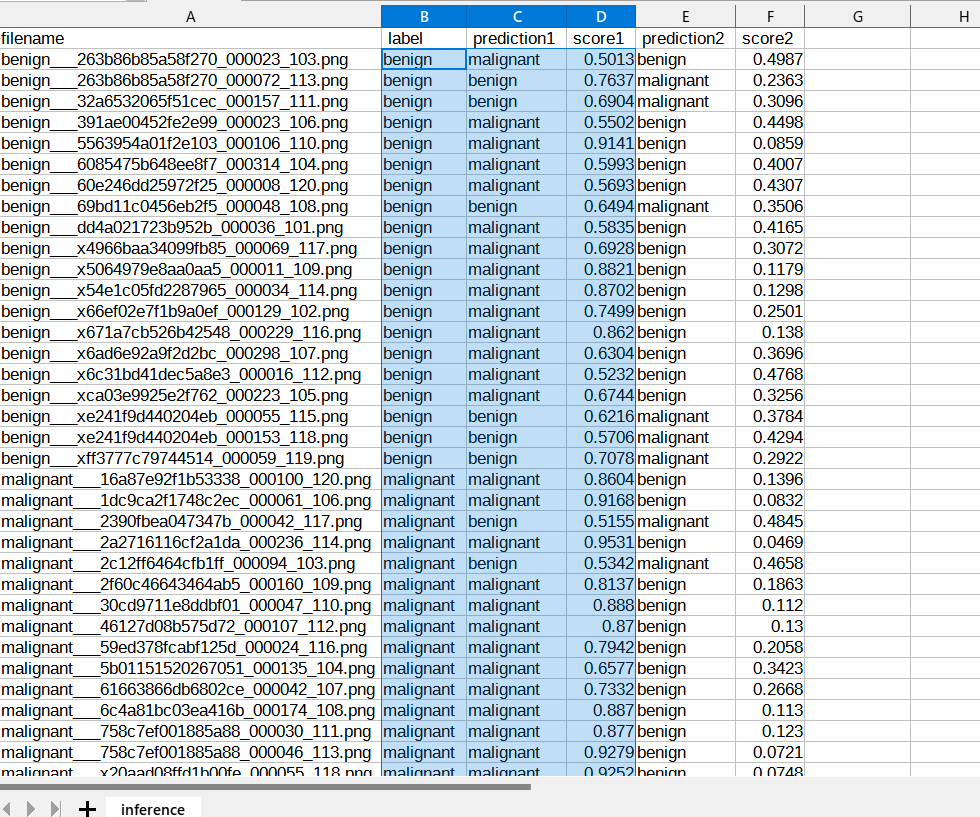 A B C D E F G H
filename label prediction1 score1 prediction2 score2
benign___263b86b85a58f270_000023_103.png benign malignant 0.5013 benign 0.4987
benign___263b86b85a58f270_000072_113.png benign benign 0.7637 malignant 0.2363
benign___32a6532065f51cec_000157_111.png benign benign 0.6904 malignant 0.3096
benign___391ae00452fe2e99_000023_106.png benign malignant 0.5502 benign 0.4498
benign___5563954a01f2e103_000106_110.png benign malignant 0.9141 benign 0.0859
benign___6085475b648ee8f7_000314_104.png benign malignant 0.5993 benign 0.4007
benign___60e246dd25972f25_000008_120.png benign malignant 0.5693 benign 0.4307
benign___69bd11c0456eb2f5_000048_108.png benign benign 0.6494 malignant 0.3506
benign___dd4a021723b952b_000036_101.png benign malignant 0.5835 benign 0.4165
benign___x4966baa34099fb85_000069_117.png benign malignant 0.6928 benign 0.3072
benign___x5064979e8aa0aa5_000011_109.png benign malignant 0.8821 benign 0.1179
benign___x54e1c05fd2287965_000034_114.png benign malignant 0.8702 benign 0.1298
benign___x66ef02e7f1b9a0ef_000129_102.png benign malignant 0.7499 benign 0.2501
benign___x671a7cb526b42548_000229_116.png benign malignant 0.862 benign 0.138
benign___x6ad6e92a9f2d2bc_000298_107.png benign malignant 0.6304 benign 0.3696
benign___x6c31bd41dec5a8e3_000016_112.png benign malignant 0.5232 benign 0.4768
benign___xca03e9925e2f762_000223_105.png benign malignant 0.6744 benign 0.3256
benign___xe241f9d440204eb_000055_115.png benign benign 0.6216 malignant 0.3784
benign___xe241f9d440204eb_000153_118.png benign benign 0.5706 malignant 0.4294
benign___xff3777c79744514_000059_119.png benign benign 0.7078 malignant 0.2922
malignant___16a87e92f1b53338_000100_120.png malignant malignant 0.8604 benign 0.1396
malignant___1dc9ca2f1748c2ec_000061_106.png malignant malignant 0.9168 benign 0.0832
malignant___2390fbea047347b_000042_117.png malignant benign 0.5155 malignant 0.4845
malignant___2a2716116cf2a1da_000236_114.png malignant malignant 0.9531 benign 0.0469
malignant___2c12ff6464cfb1ff_000094_103.png malignant benign 0.5342 malignant 0.4658
malignant___2f60c46643464ab5_000160_109.png malignant malignant 0.8137 benign 0.1863
malignant___30cd9711e8ddbf01_000047_110.png malignant malignant 0.888 benign 0.112
malignant___46127d08b575d72_000107_112.png malignant malignant 0.87 benign 0.13
malignant___59ed378fcabf125d_000024_116.png malignant malignant 0.7942 benign 0.2058
malignant___5b01151520267051_000135_104.png malignant malignant 0.6577 benign 0.3423
malignant___61663866db6802ce_000042_107.png malignant malignant 0.7332 benign 0.2668
malignant___6c4a81bc03ea416b_000174_108.png malignant malignant 0.887 benign 0.113
malignant___758c7ef001885a88_000030_111.png malignant malignant 0.877 benign 0.123
malignant___758c7ef001885a88_000046_113.png malignant malignant 0.9279 benign 0.0721
malignant___x20aad08ffd1b00fe_000055_118.png malignant malignant 0.9252 benign 0.0748
inference